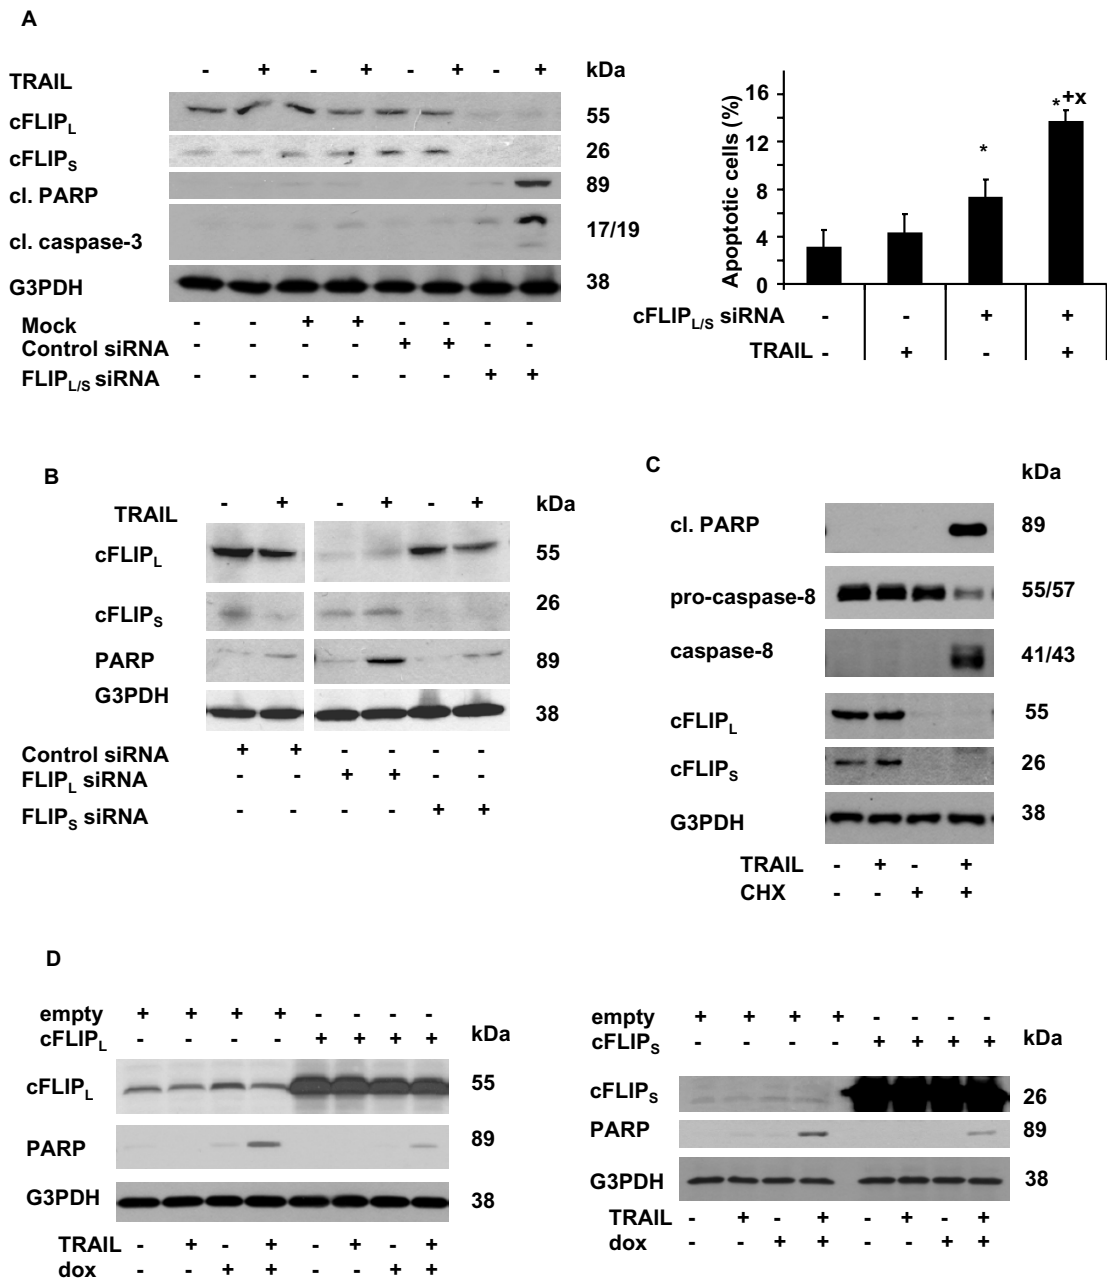 A
TRAIL - + - + - + - + kDa
cFLIPL 55
cFLIPS 26
cl. PARP 89
cl. caspase-3 17/19
G3PDH 38
Mock - - + + - - - -
Control siRNA - - - - + + - -
FLIPL/S siRNA - - - - - - + +
Apoptotic cells (%)
16
12
8
4
0
*
*+x
cFLIPL/S siRNA - - + +
TRAIL - + - +
B
TRAIL - + - + - + kDa
cFLIPL 55
cFLIPS 26
PARP 89
G3PDH 38
Control siRNA + + - - - -
FLIPL siRNA - - + + - -
FLIPS siRNA - - - - + +
C
kDa
cl. PARP 89
pro-caspase-8 55/57
caspase-8 41/43
cFLIPL 55
cFLIPS 26
G3PDH 38
TRAIL - + - +
CHX - - + +
D
empty + + + + - - - -
cFLIPL - - - - + + + + kDa
cFLIPL 55
PARP 89
G3PDH 38
TRAIL - + - + - + - +
dox - - + + - - + +
empty + + + + - - - -
cFLIPS - - - - + + + + kDa
cFLIPS 26
PARP 89
G3PDH 38
TRAIL - + - + - + - +
dox - - + + - - + +